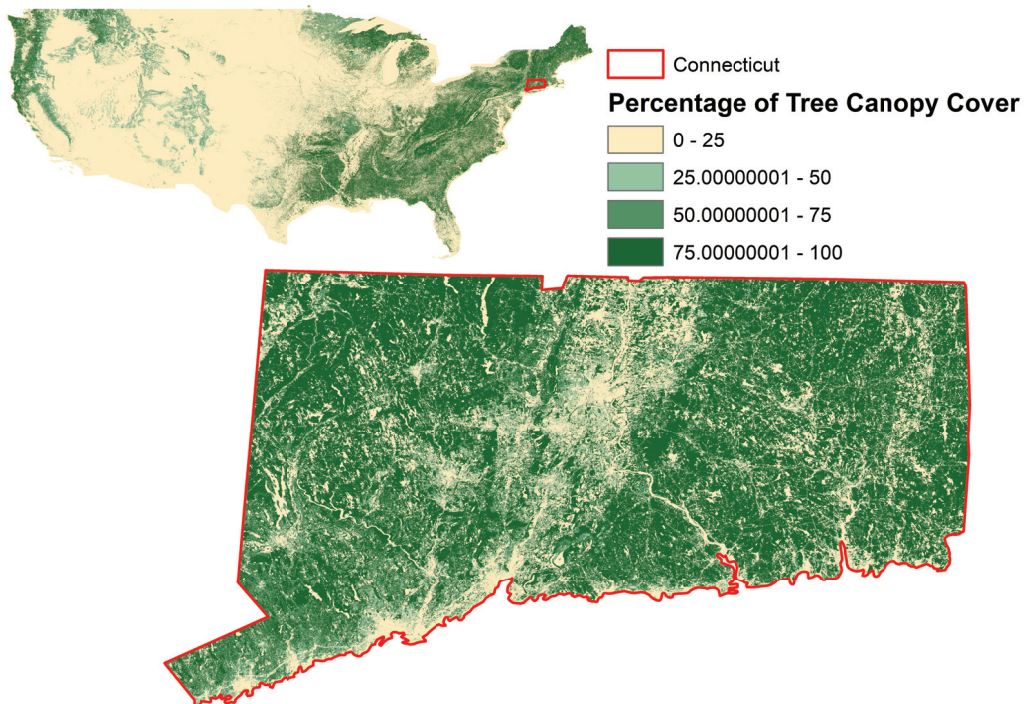 Connecticut
Percentage of Tree Canopy Cover
0 - 25
25.00000001 - 50
50.00000001 - 75
75.00000001 - 100